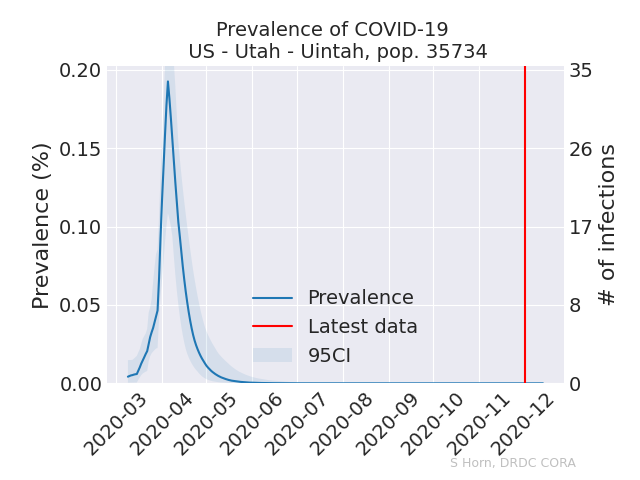 Prevalence of COVID-19
US - Utah - Uintah, pop. 35734
Prevalence (%)
0.20
0.15
0.10
0.05
0.00
35
26
17
8
0
# of infections
Prevalence
Latest data
95CI
2020-03
2020-04
2020-05
2020-06
2020-07
2020-08
2020-09
2020-10
2020-11
2020-12
S Horn, DRDC CORA